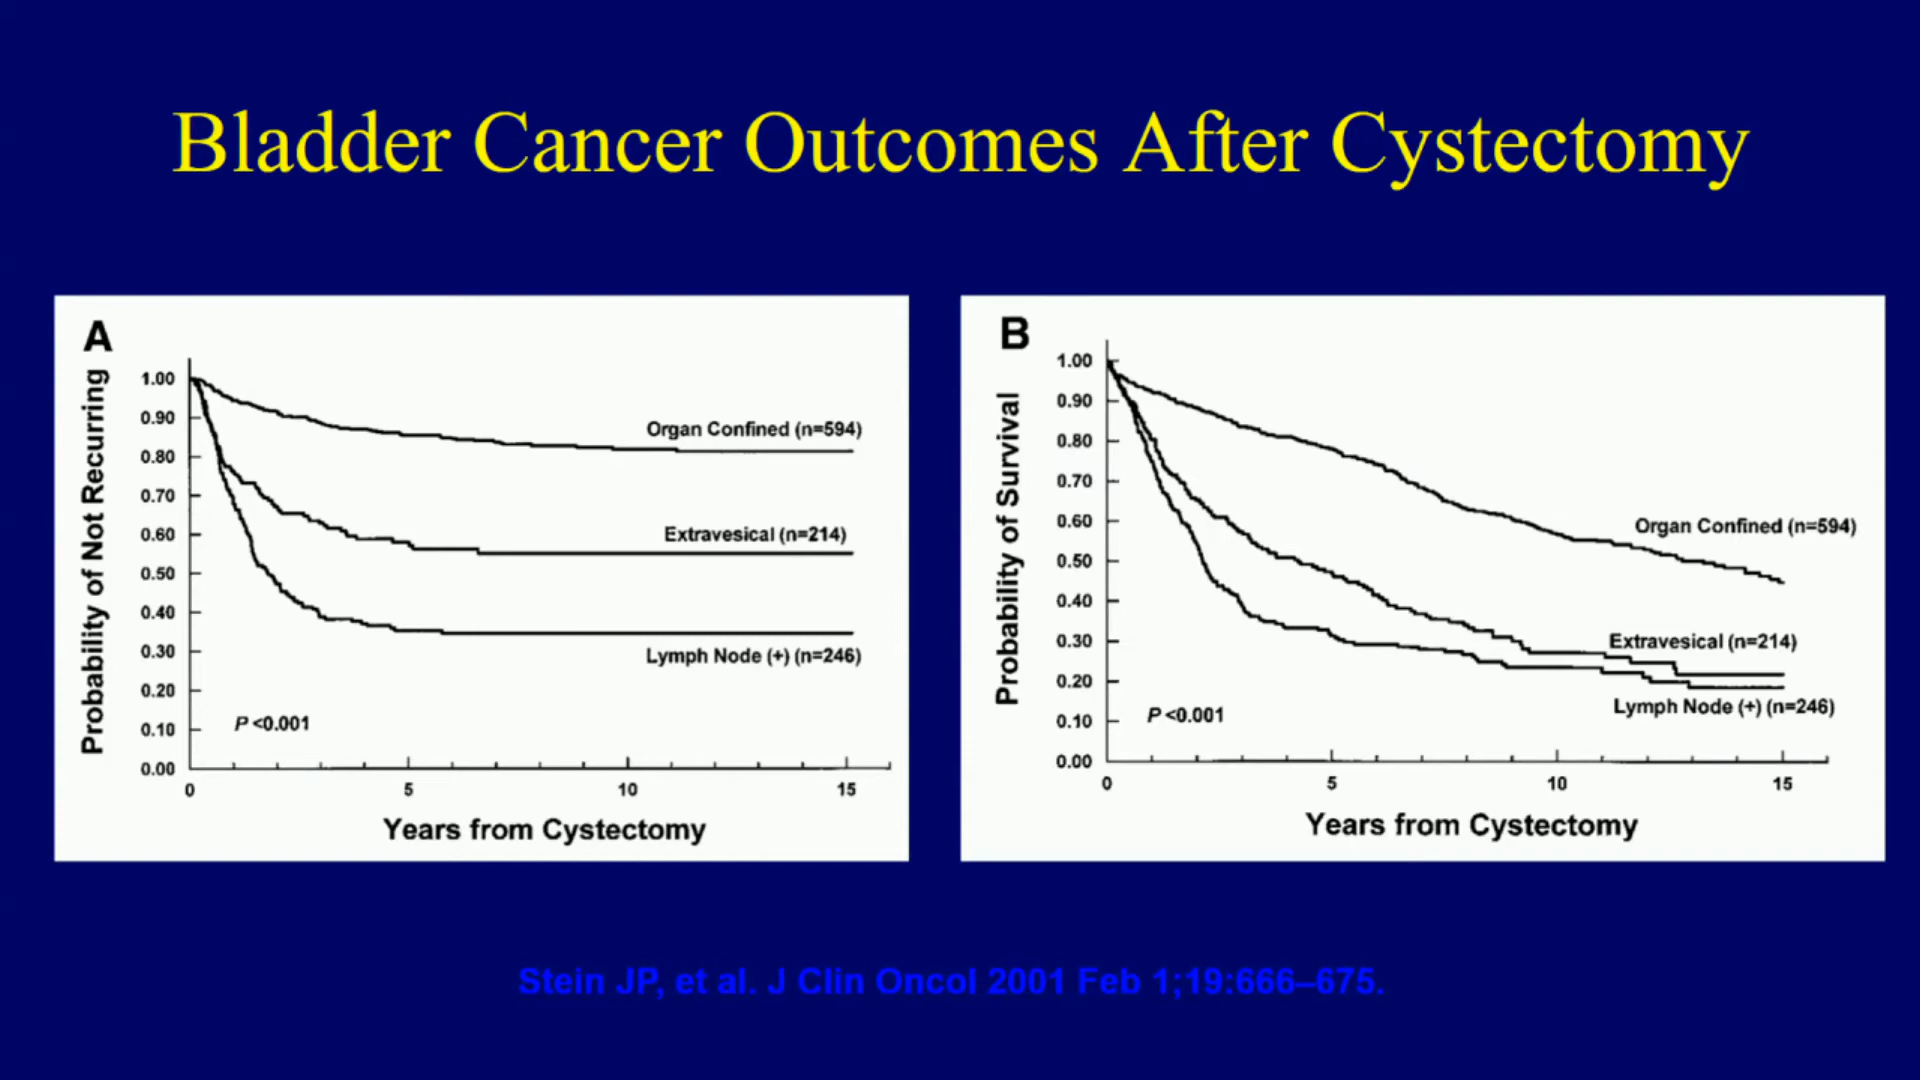 Bladder Cancer Outcomes After Cystectomy
A
Probability of Not Recurring
1.00
0.90
0.80
0.70
0.60
0.50
0.40
0.30
0.20
0.10
0.00
Organ Confined (n=594)
Extravesical (n=214)
Lymph Node (+) (n=246)
P <0.001
0 5 10 15
Years from Cystectomy
B
Probability of Survival
1.00
0.90
0.80
0.70
0.60
0.50
0.40
0.30
0.20
0.10
0.00
Organ Confined (n=594)
Extravesical (n=214)
Lymph Node (+) (n=246)
P <0.001
0 5 10 15
Years from Cystectomy
Stein JP, et al. J Clin Oncol 2001 Feb 1;19:666–675.